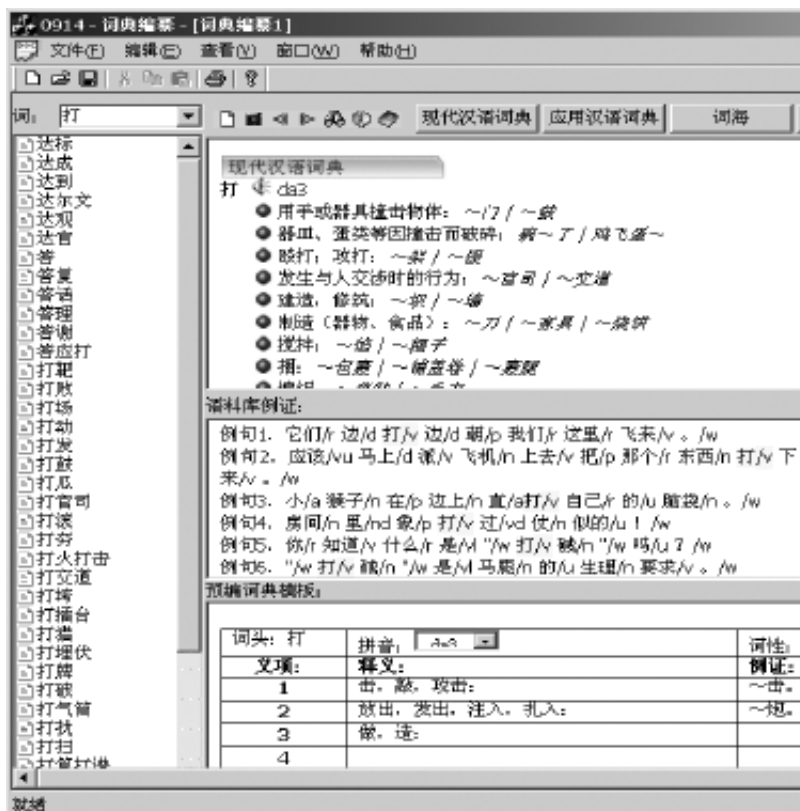 0914 - 词典编纂 - [词典编纂1]
文件(F) 编辑(E) 查看(V) 窗口(W) 帮助(H)
词: 打
现代汉语词典 应用汉语词典 词海
达标
达成
达到
达尔文
达观
达官
答
答复
答话
答理
答谢
答应打
打靶
打败
打场
打动
打发
打鼓
打瓜
打官司
打滚
打夯
打火打击
打交道
打垮
打擂台
打猎
打埋伏
打牌
打破
打气筒
打扰
打扫
现代汉语词典
打 da3
用手或器具撞击物体: ~门 / ~鼓
器皿、蛋类等因撞击而破碎: 碗~了 / 鸡飞蛋~
殴打; 攻打: ~架 / ~援
发生与人交涉时的行为: ~官司 / ~交道
建造, 修筑: ~坝 / ~墙
制造(器物、食品): ~刀 / ~家具 / ~烧饼
搅拌: ~馅 / ~糨子
捆: ~包裹 / ~铺盖卷 / ~裹腿
语料库例证:
例句1. 它们/r 边/d 打/v 边/d 朝/p 我们/r 这里/r 飞来/v 。/w
例句2. 应该/vu 马上/d 派/v 飞机/n 上去/v 把/p 那个/r 东西/n 打/v 下
来/v 。/w
例句3. 小/a 猴子/n 在/p 边上/n 直/a打/v 自己/r 的/u 脑袋/n 。/w
例句4. 房间/n 里/nd 象/p 打/v 过/vd 仗/n 似的/u ! /w
例句5. 你/r 知道/v 什么/r 是/vl "/w 打/v 碱/n "/w 吗/u ? /w
例句6. "/w 打/v 碱/n "/w 是/vl 马鹿/n 的/u 生理/n 要求/v 。/w
预编词典模板:
词头: 打 拼音: da3 词性:
义项: 释义: 例证:
1 击, 敲, 攻击: ~击。
2 放出, 发出, 注入, 扎入: ~炮。
3 做, 造:
4
就绪